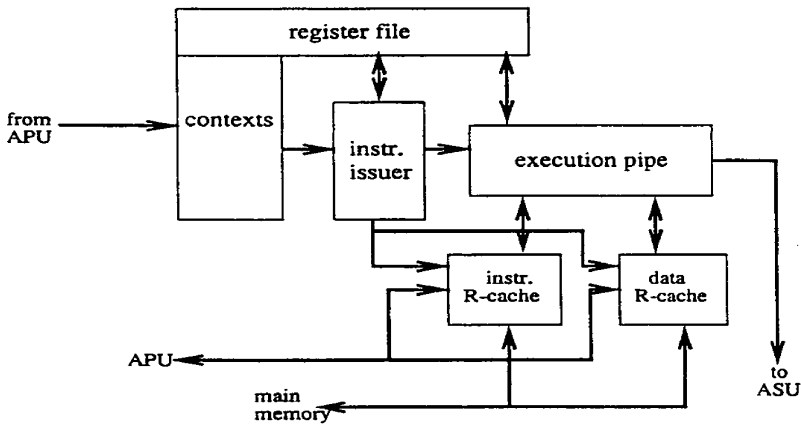 register file
from
APU
contexts
instr.
issuer
execution pipe
instr.
R-cache
data
R-cache
APU
to
ASU
main
memory